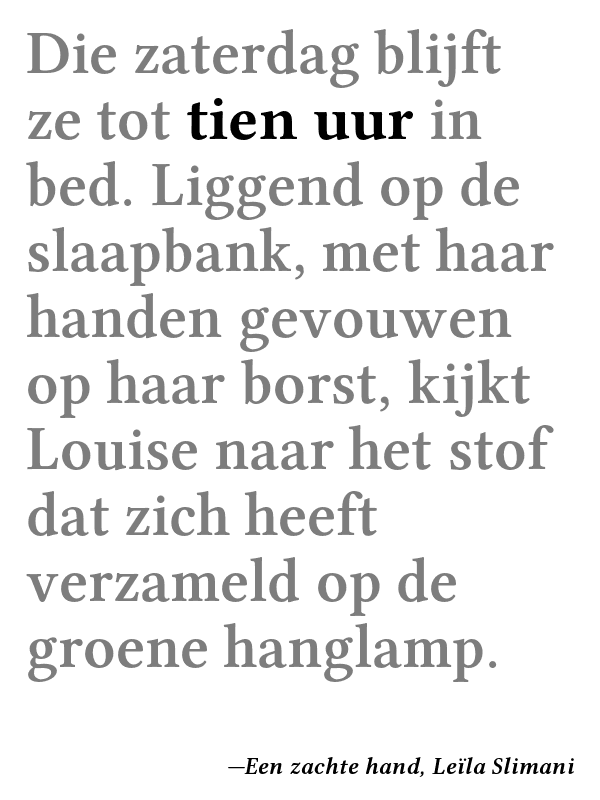 Die zaterdag blijft
ze tot tien uur in
bed. Liggend op de
slaapbank, met haar
handen gevouwen
op haar borst, kijkt
Louise naar het stof
dat zich heeft
verzameld op de
groene hanglamp.
—Een zachte hand, Leïla Slimani